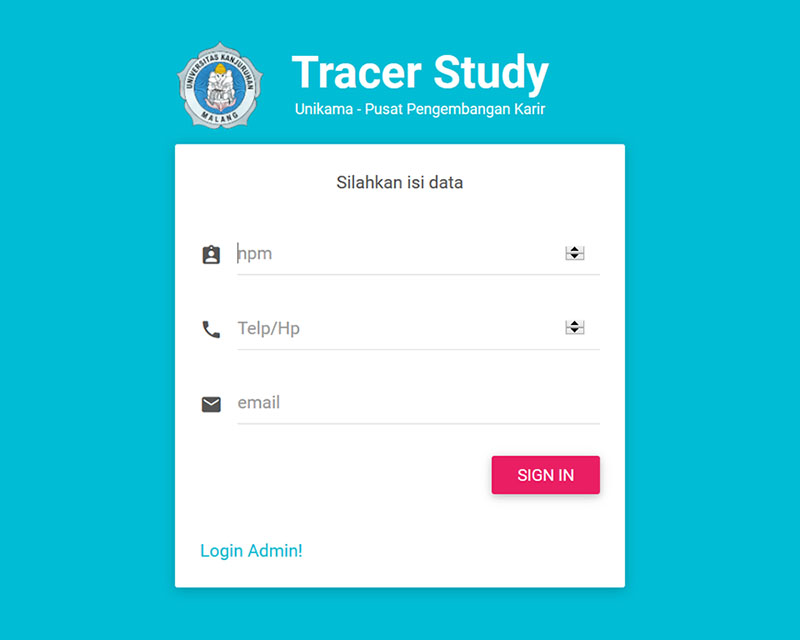 UNIVERSITAS KANJURUHAN
MALANG
Tracer Study
Unikama - Pusat Pengembangan Karir
Silahkan isi data
npm
Telp/Hp
email
SIGN IN
Login Admin!